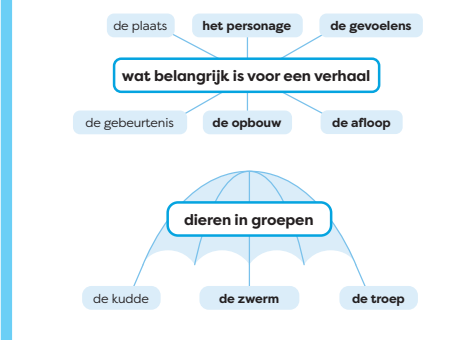 de plaats
het personage
de gevoelens
wat belangrijk is voor een verhaal
de gebeurtenis
de opbouw
de afloop
dieren in groepen
de kudde
de zwerm
de troep